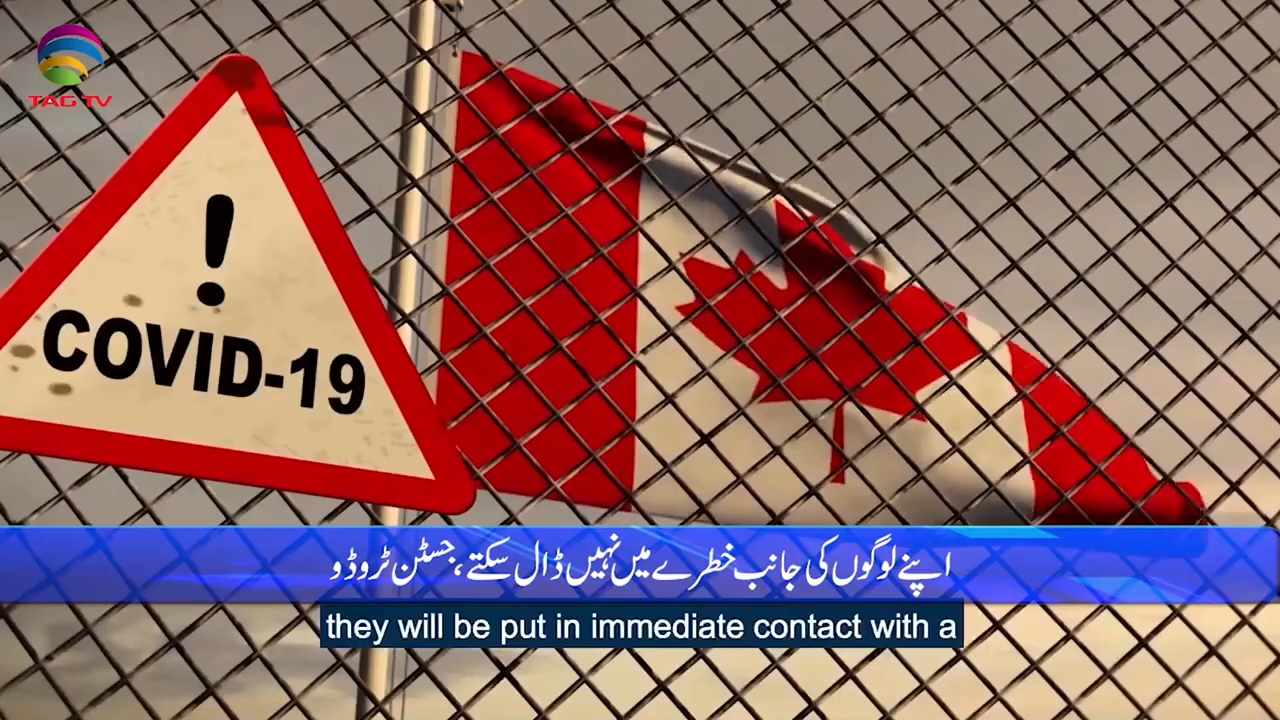 TAG TV
!
COVID-19
اپنے لوگوں کی جانب خطرے میں نہیں ڈال سکتے، جسٹن ٹروڈو
they will be put in immediate contact with a